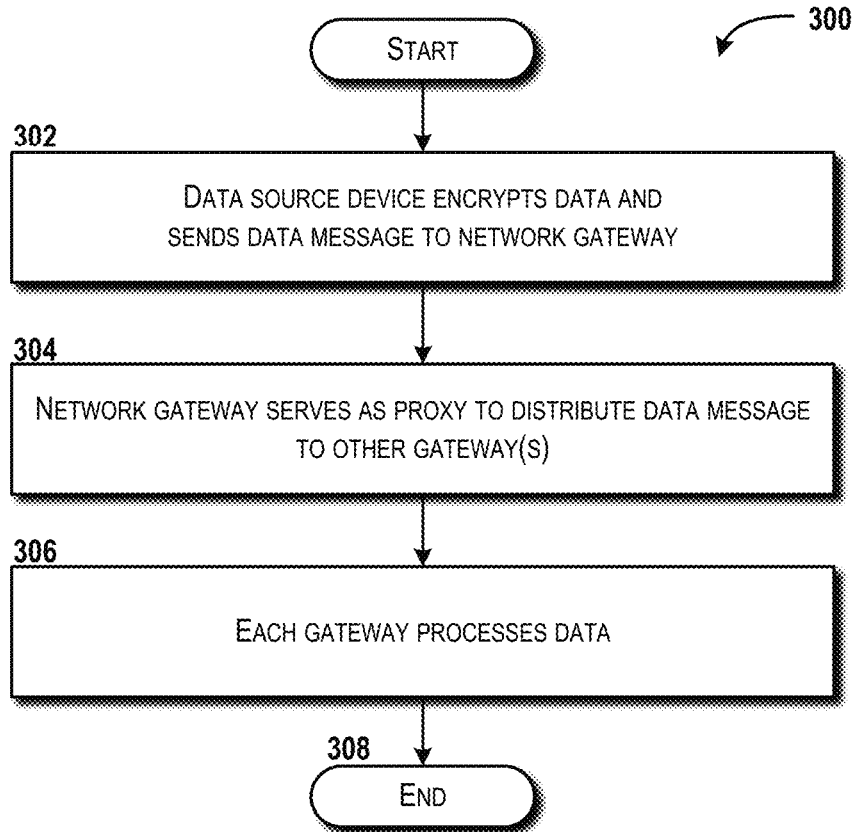 300
START
302
DATA SOURCE DEVICE ENCRYPTS DATA AND
SENDS DATA MESSAGE TO NETWORK GATEWAY
304
NETWORK GATEWAY SERVES AS PROXY TO DISTRIBUTE DATA MESSAGE
TO OTHER GATEWAY(S)
306
EACH GATEWAY PROCESSES DATA
308
END